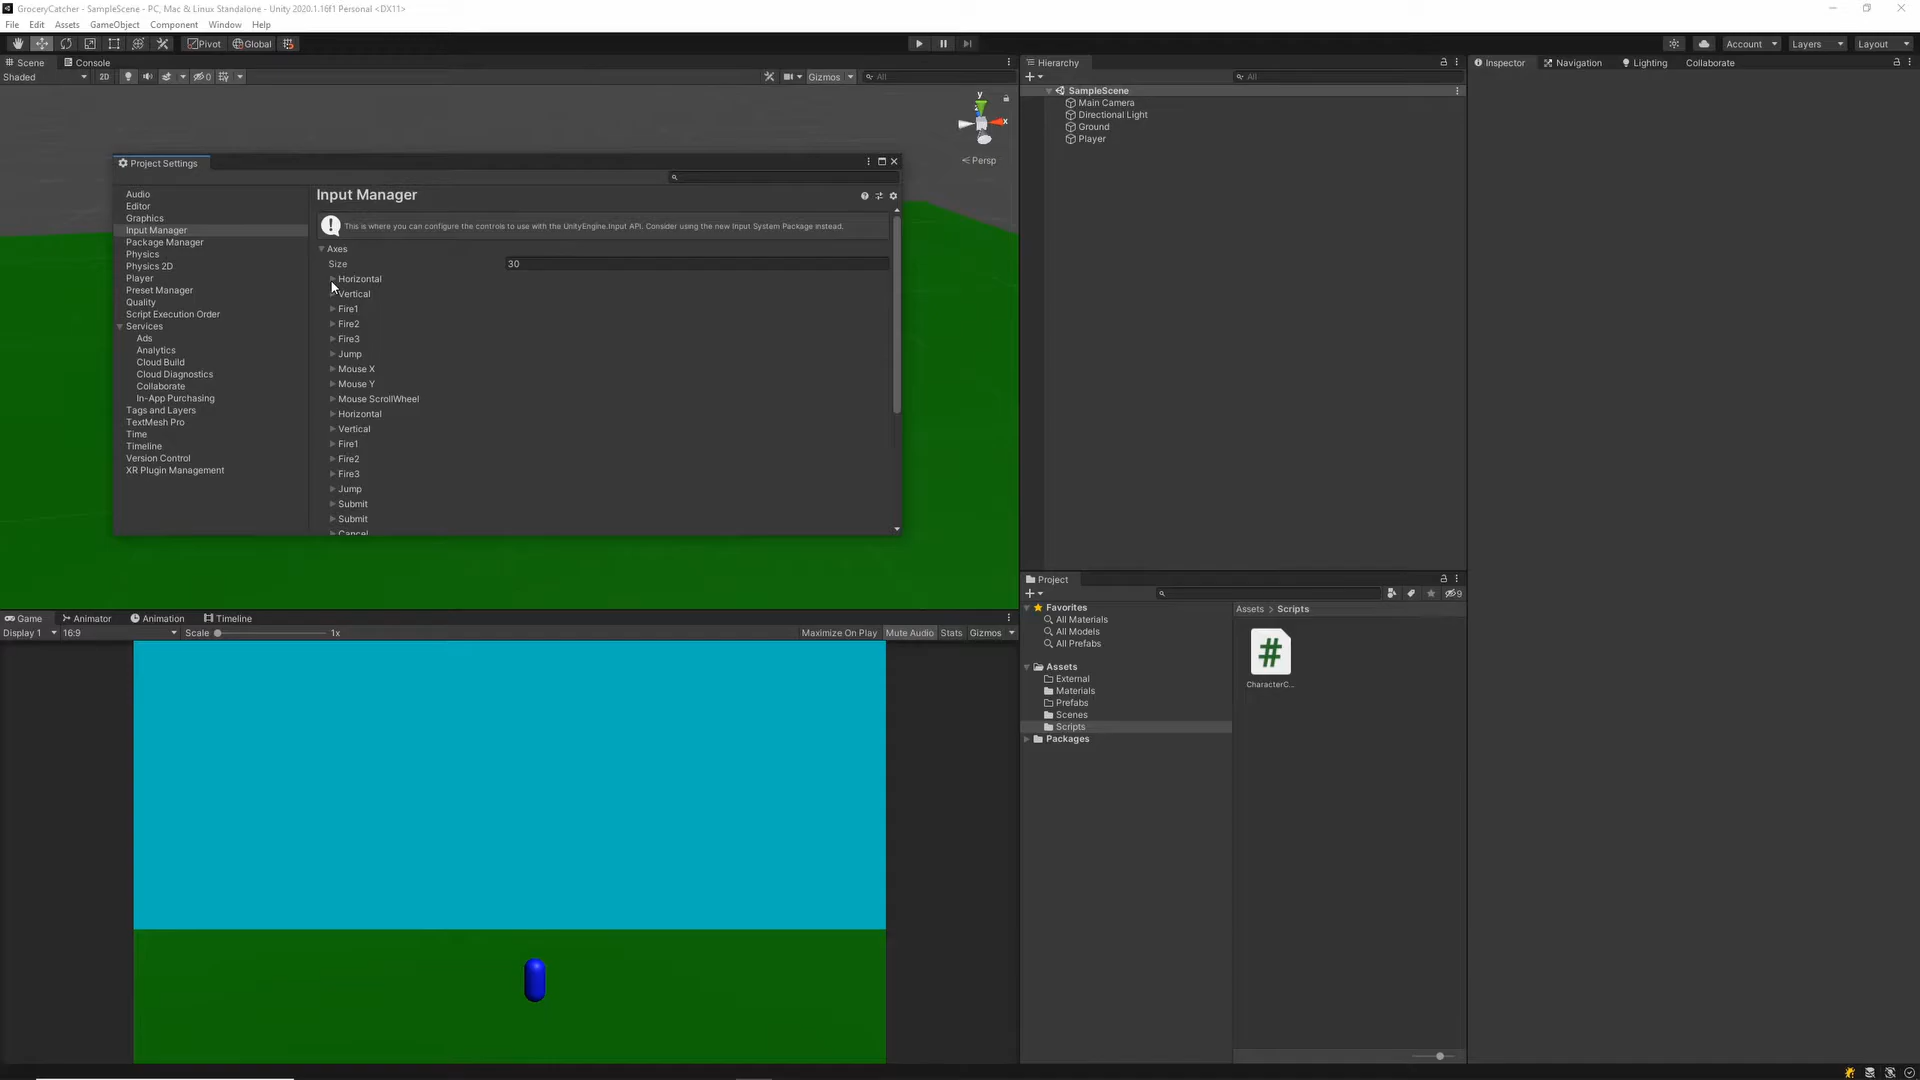 GroceryCatcher - SampleScene - PC, Mac & Linux Standalone - Unity 2020.1.16f1 Personal <DX11>
File Edit Assets GameObject Component Window Help
Pivot Global Account Layers Layout
Scene Console
Shaded 2D 0 Gizmos All
y
x
Persp
Project Settings
Audio
Editor
Graphics
Input Manager
Package Manager
Physics
Physics 2D
Player
Preset Manager
Quality
Script Execution Order
Services
Ads
Analytics
Cloud Build
Cloud Diagnostics
Collaborate
In-App Purchasing
Tags and Layers
TextMesh Pro
Time
Timeline
Version Control
XR Plugin Management
Input Manager
This is where you can configure the controls to use with the UnityEngine.Input API. Consider using the new Input System Package instead.
Axes
Size 30
Horizontal
Vertical
Fire1
Fire2
Fire3
Jump
Mouse X
Mouse Y
Mouse ScrollWheel
Horizontal
Vertical
Fire1
Fire2
Fire3
Jump
Submit
Submit
Cancel
Game Animator Animation Timeline
Display 1 16:9 Scale 1x Maximize On Play Mute Audio Stats Gizmos
Hierarchy
All
SampleScene
Main Camera
Directional Light
Ground
Player
Project
9
Favorites
All Materials
All Models
All Prefabs
Assets
External
Materials
Prefabs
Scenes
Scripts
Packages
Assets > Scripts
#
CharacterC...
Inspector Navigation Lighting Collaborate